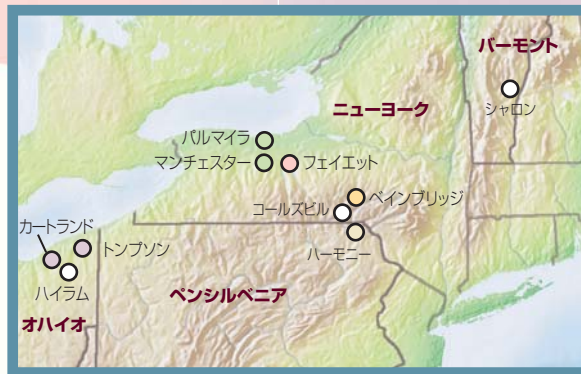 バーモント
シャロン
ニューヨーク
パルマイラ
マンチェスター
フェイエット
ベインブリッジ
コールズビル
ハーモニー
カートランド
トンプソン
ハイラム
ペンシルベニア
オハイオ